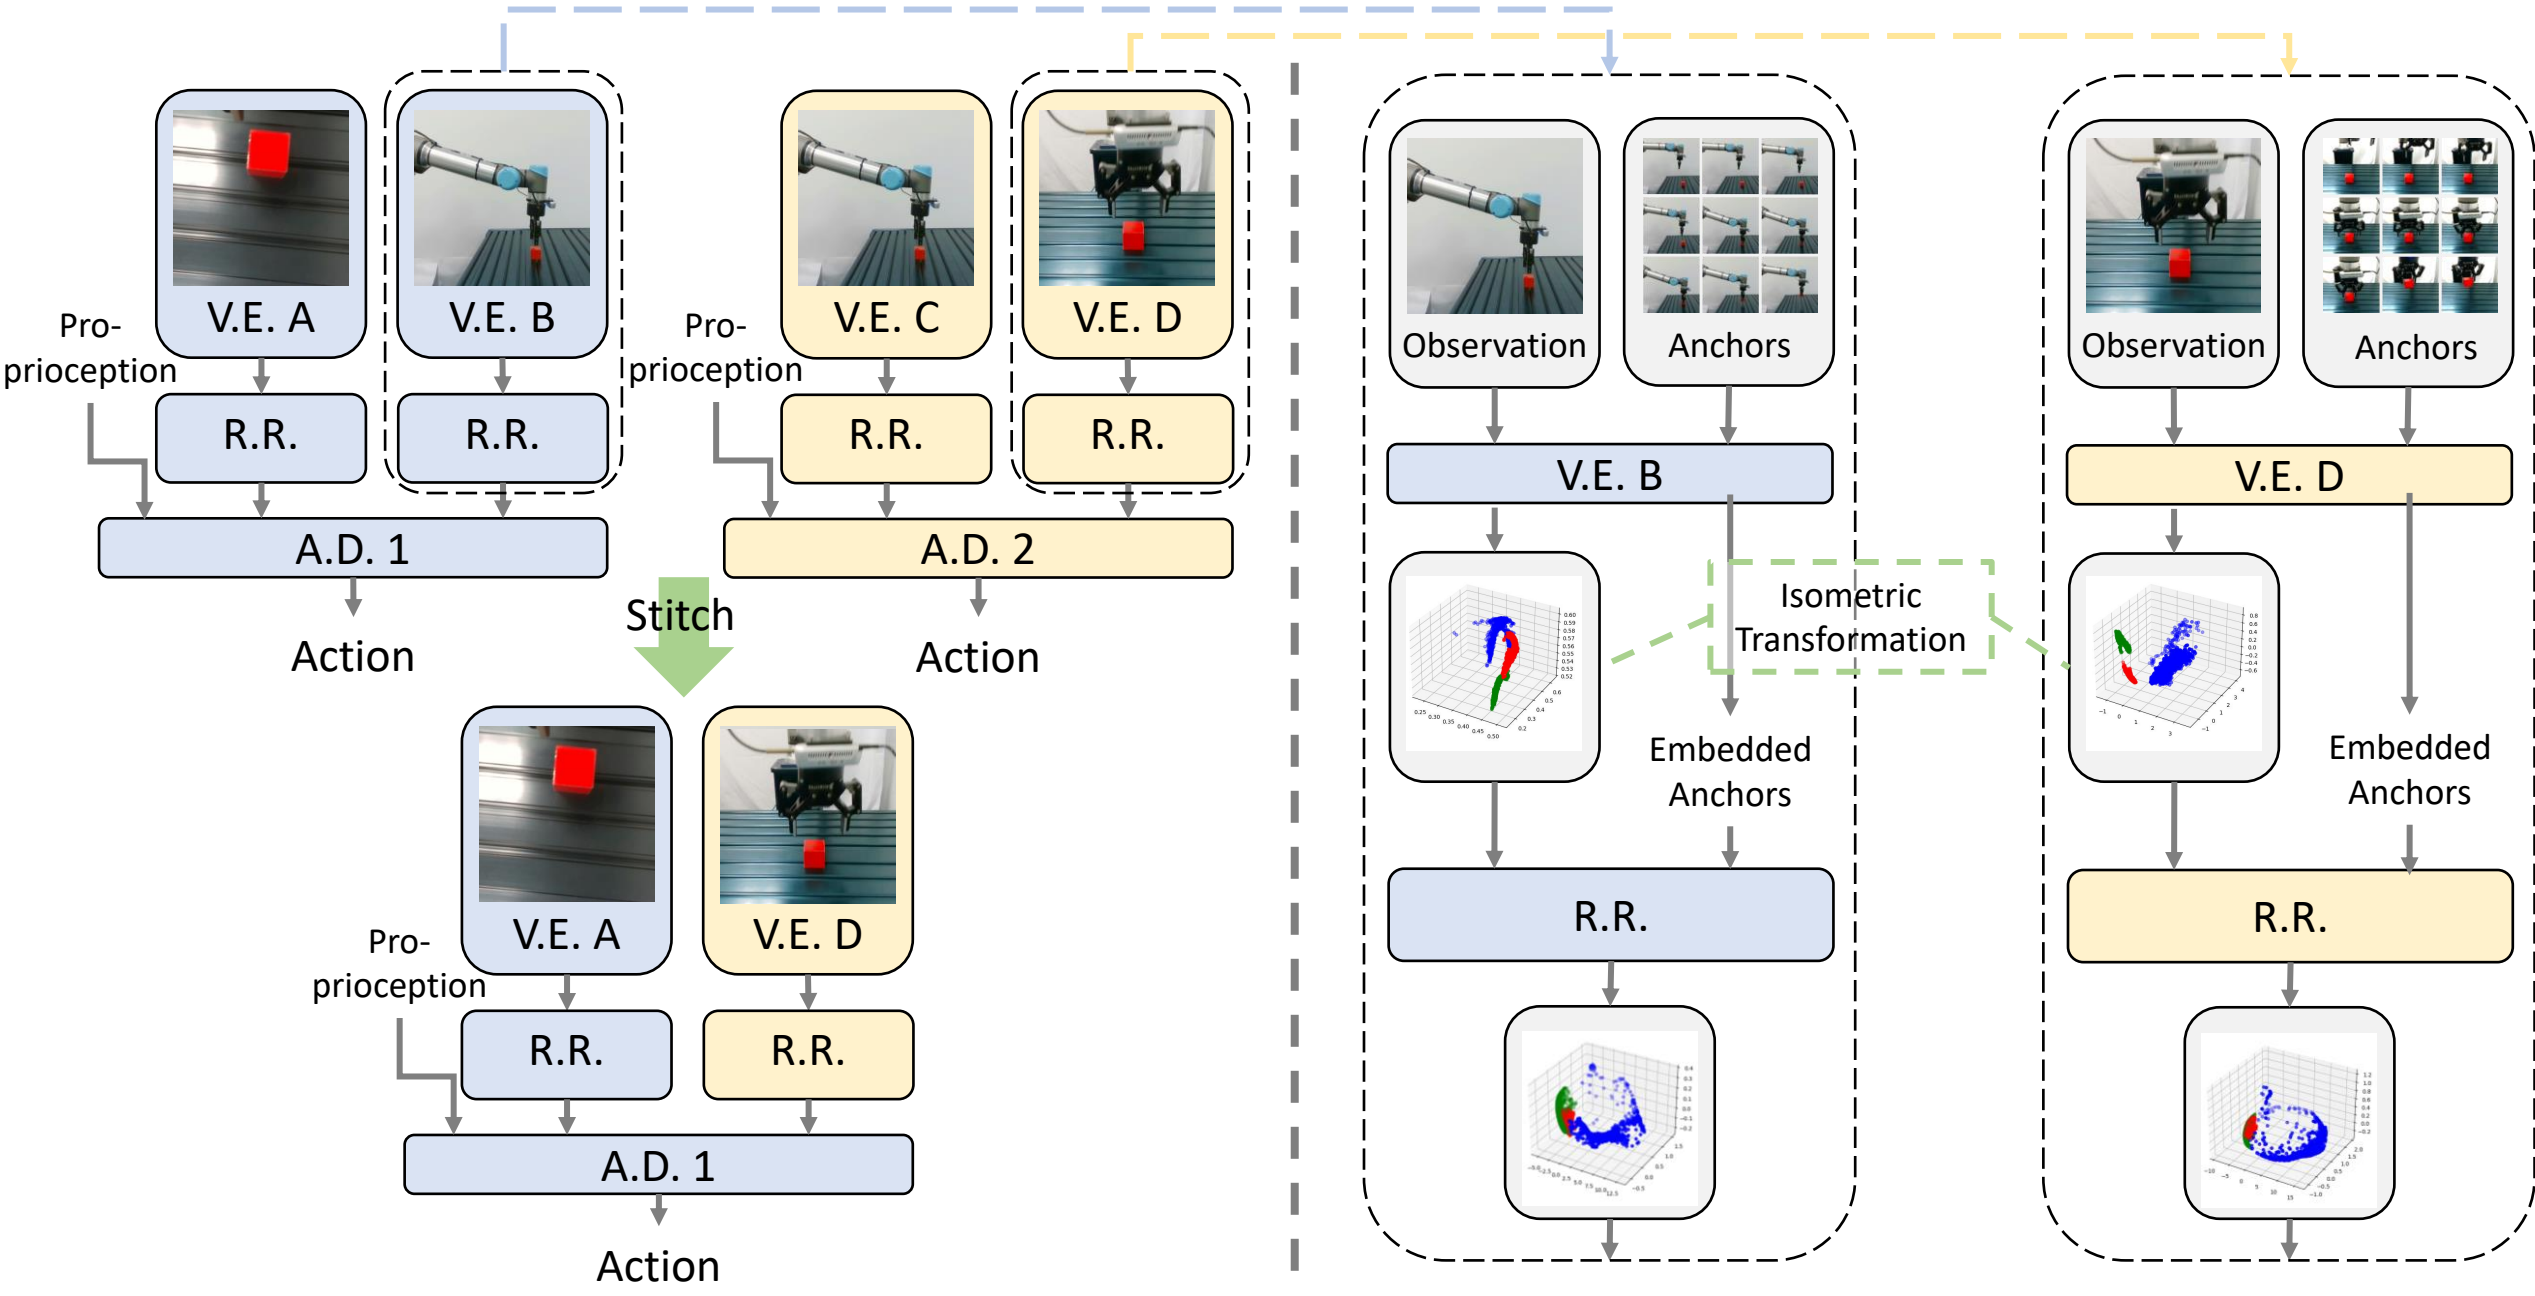 V.E. A
V.E. B
Pro-
prioception
R.R.
R.R.
A.D. 1
Action
V.E. C
V.E. D
Pro-
prioception
R.R.
R.R.
A.D. 2
Action
Stitch
V.E. A
V.E. D
Pro-
prioception
R.R.
R.R.
A.D. 1
Action
Observation
Anchors
V.E. B
Isometric
Transformation
Embedded
Anchors
R.R.
Observation
Anchors
V.E. D
Embedded
Anchors
R.R.